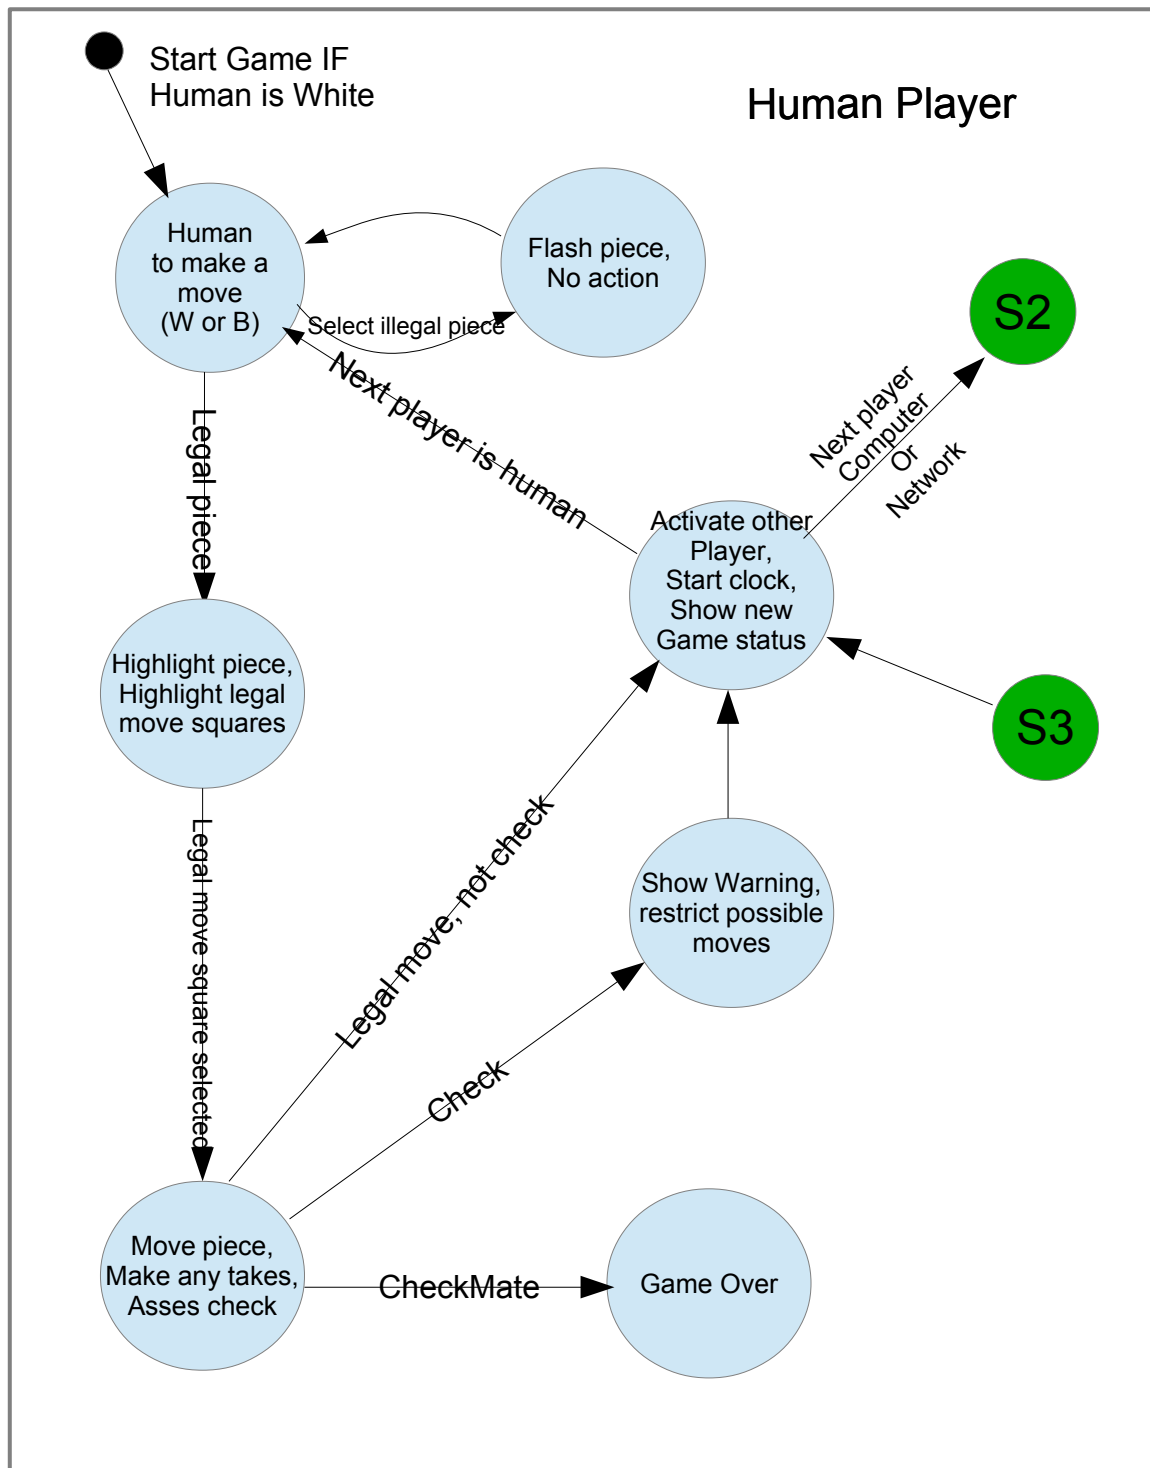 Start Game IF
Human is White
Human Player
Human
to make a
move
(W or B)
Flash piece,
No action
Select illegal piece
S2
Next player is human
Next player
Computer
Or
Network
Legal piece
Activate other
Player,
Start clock,
Show new
Game status
Highlight piece,
Highlight legal
move squares
S3
Legal move square selected
Legal move, not check
Show Warning,
restrict possible
moves
Check
Move piece,
Make any takes,
Asses check
CheckMate
Game Over